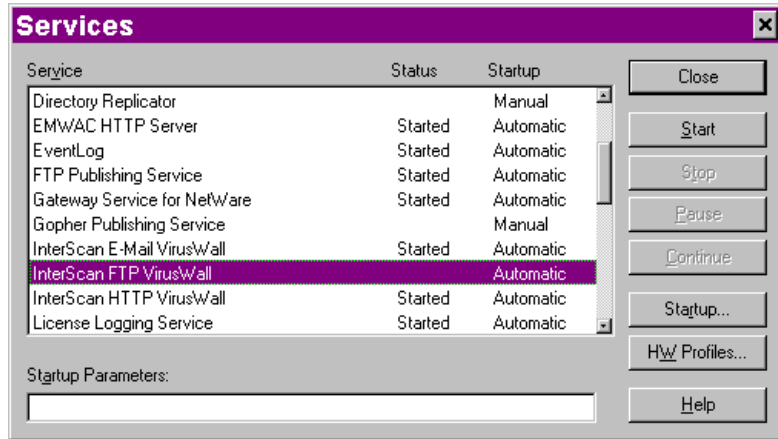 Services
Service Status Startup
Close
Directory Replicator Manual
EMWAC HTTP Server Started Automatic
Start
EventLog Started Automatic
FTP Publishing Service Started Automatic
Stop
Gateway Service for NetWare Started Automatic
Gopher Publishing Service Manual
Pause
InterScan E-Mail VirusWall Started Automatic
Continue
InterScan FTP VirusWall Automatic
InterScan HTTP VirusWall Started Automatic
Startup...
License Logging Service Started Automatic
HW Profiles...
Startup Parameters:
Help